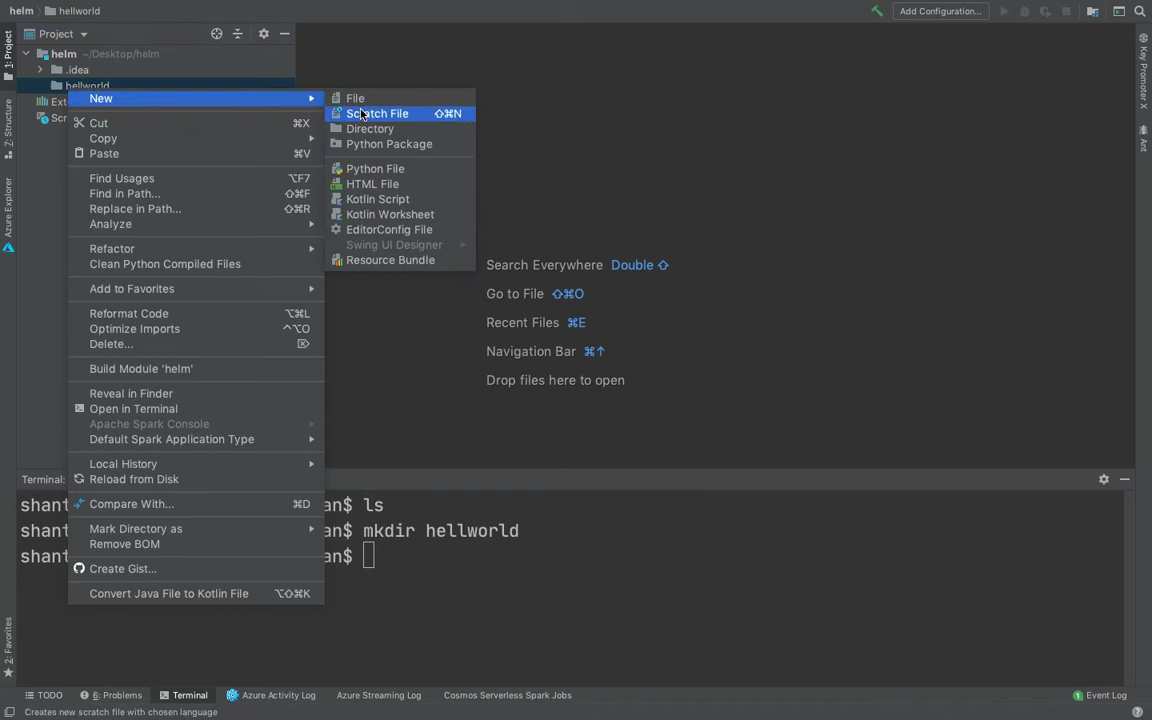 helm
hellworld
Add Configuration...
Project
helm ~/Desktop/helm
.idea
hellworld
Ext
Scr
1: Project
Z: Structure
Azure Explorer
2: Favorites
Key Promoter X
Ant
New
Cut ⌘X
Copy
Paste ⌘V
Find Usages ⌥F7
Find in Path... ⇧⌘F
Replace in Path... ⇧⌘R
Analyze
Refactor
Clean Python Compiled Files
Add to Favorites
Reformat Code ⌥⌘L
Optimize Imports ^⌥O
Delete... ⌦
Build Module 'helm'
Reveal in Finder
Open in Terminal
Apache Spark Console
Default Spark Application Type
Local History
Reload from Disk
Compare With... ⌘D
Mark Directory as
Remove BOM
Create Gist...
Convert Java File to Kotlin File ⌥⇧⌘K
File
Scratch File ⇧⌘N
Directory
Python Package
Python File
HTML File
Kotlin Script
Kotlin Worksheet
EditorConfig File
Swing UI Designer
Resource Bundle
Search Everywhere Double ⇧
Go to File ⇧⌘O
Recent Files ⌘E
Navigation Bar ⌘↑
Drop files here to open
Terminal:
shant an$ ls
shant an$ mkdir hellworld
shant an$
TODO
6: Problems
Terminal
Azure Activity Log
Azure Streaming Log
Cosmos Serverless Spark Jobs
1 Event Log
Creates new scratch file with chosen language